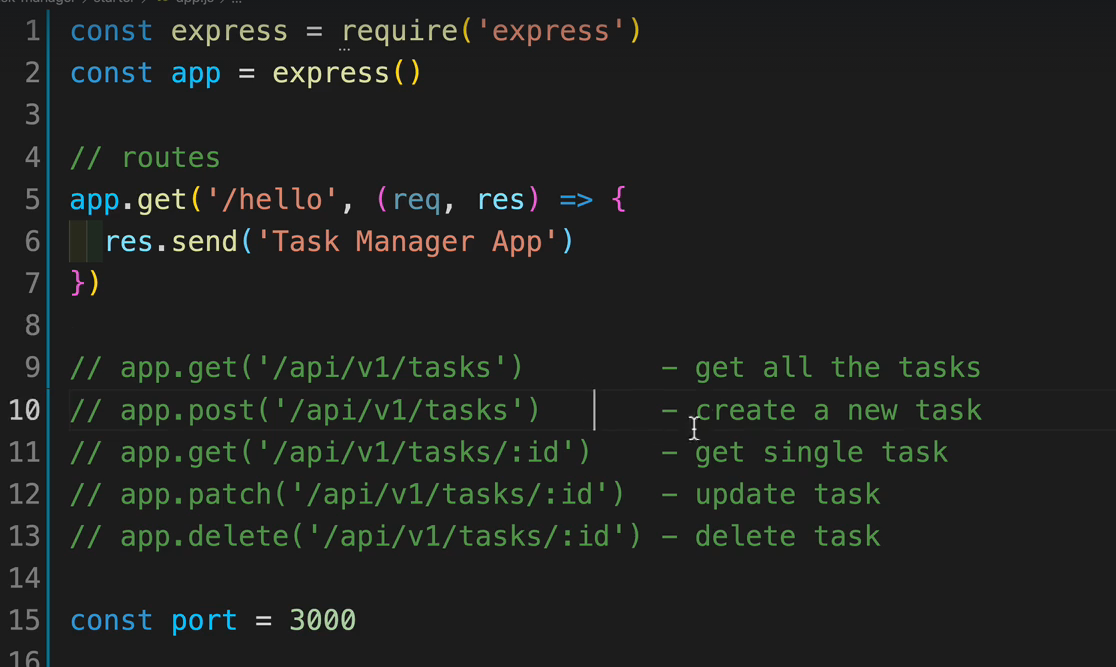 1 const express = require('express')
2 const app = express()
3
4 // routes
5 app.get('/hello', (req, res) => {
6   res.send('Task Manager App')
7 })
8
9 // app.get('/api/v1/tasks')        - get all the tasks
10 // app.post('/api/v1/tasks')       - create a new task
11 // app.get('/api/v1/tasks/:id')    - get single task
12 // app.patch('/api/v1/tasks/:id')  - update task
13 // app.delete('/api/v1/tasks/:id') - delete task
14
15 const port = 3000
16